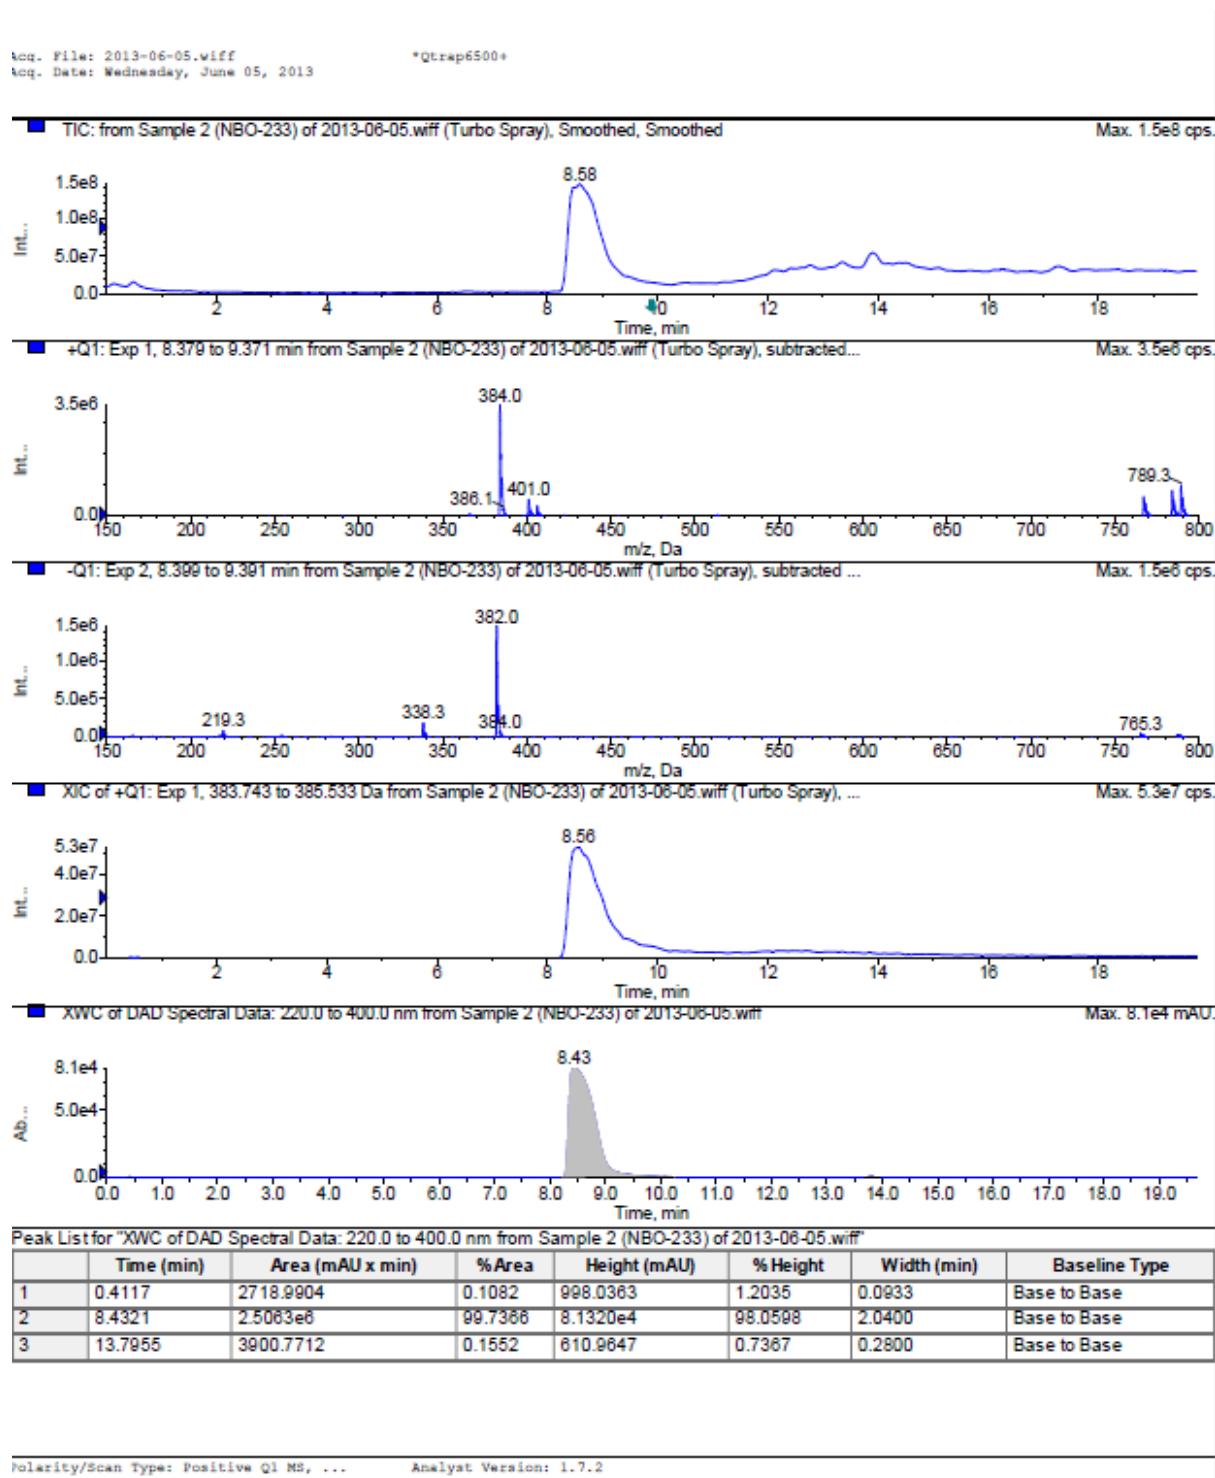 Acq. File: 2013-06-05.wiff *Qtrap6500+
Acq. Date: Wednesday, June 05, 2013
TIC: from Sample 2 (NBO-233) of 2013-06-05.wiff (Turbo Spray), Smoothed, Smoothed Max. 1.5e8 cps.
8.58
1.5e8
1.0e8
5.0e7
0.0
Int...
2 4 6 8 10 12 14 16 18
Time, min
+Q1: Exp 1, 8.379 to 9.371 min from Sample 2 (NBO-233) of 2013-06-05.wiff (Turbo Spray), subtracted... Max. 3.5e6 cps.
384.0
3.5e6
789.3
386.1 401.0
0.0
Int...
150 200 250 300 350 400 450 500 550 600 650 700 750 800
m/z, Da
-Q1: Exp 2, 8.399 to 9.391 min from Sample 2 (NBO-233) of 2013-06-05.wiff (Turbo Spray), subtracted ... Max. 1.5e6 cps.
382.0
1.5e6
1.0e6
5.0e5
0.0
Int...
219.3 338.3 384.0 765.3
150 200 250 300 350 400 450 500 550 600 650 700 750 800
m/z, Da
XIC of +Q1: Exp 1, 383.743 to 385.533 Da from Sample 2 (NBO-233) of 2013-06-05.wiff (Turbo Spray), ... Max. 5.3e7 cps.
8.56
5.3e7
4.0e7
2.0e7
0.0
Int...
2 4 6 8 10 12 14 16 18
Time, min
XWC of DAD Spectral Data: 220.0 to 400.0 nm from Sample 2 (NBO-233) of 2013-06-05.wiff Max. 8.1e4 mAU.
8.43
8.1e4
5.0e4
0.0
Ab...
0.0 1.0 2.0 3.0 4.0 5.0 6.0 7.0 8.0 9.0 10.0 11.0 12.0 13.0 14.0 15.0 16.0 17.0 18.0 19.0
Time, min
Peak List for "XWC of DAD Spectral Data: 220.0 to 400.0 nm from Sample 2 (NBO-233) of 2013-06-05.wiff"
Time (min) Area (mAU x min) %Area Height (mAU) %Height Width (min) Baseline Type
1 0.4117 2718.9904 0.1082 998.0363 1.2035 0.0933 Base to Base
2 8.4321 2.5063e6 99.7366 8.1320e4 98.0598 2.0400 Base to Base
3 13.7955 3900.7712 0.1552 610.9647 0.7367 0.2800 Base to Base
Polarity/Scan Type: Positive Q1 MS, ... Analyst Version: 1.7.2